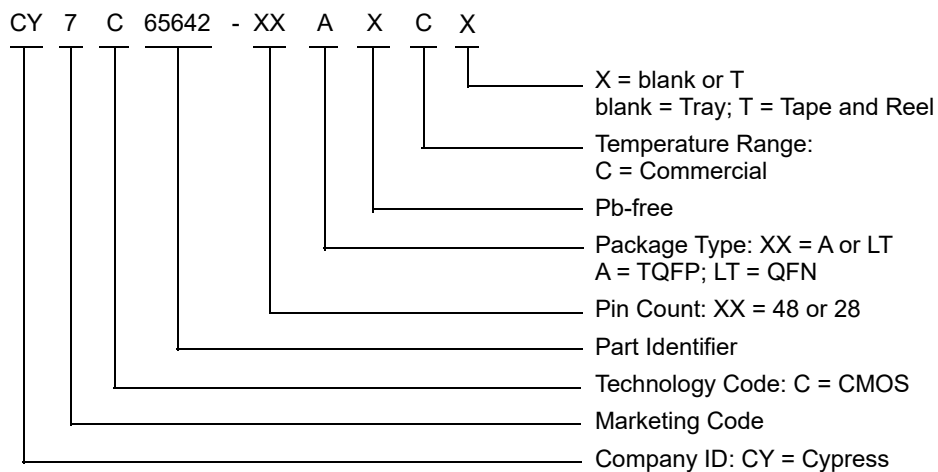 CY 7 C 65642 - XX A X C X
X = blank or T
blank = Tray; T = Tape and Reel
Temperature Range:
C = Commercial
Pb-free
Package Type: XX = A or LT
A = TQFP; LT = QFN
Pin Count: XX = 48 or 28
Part Identifier
Technology Code: C = CMOS
Marketing Code
Company ID: CY = Cypress